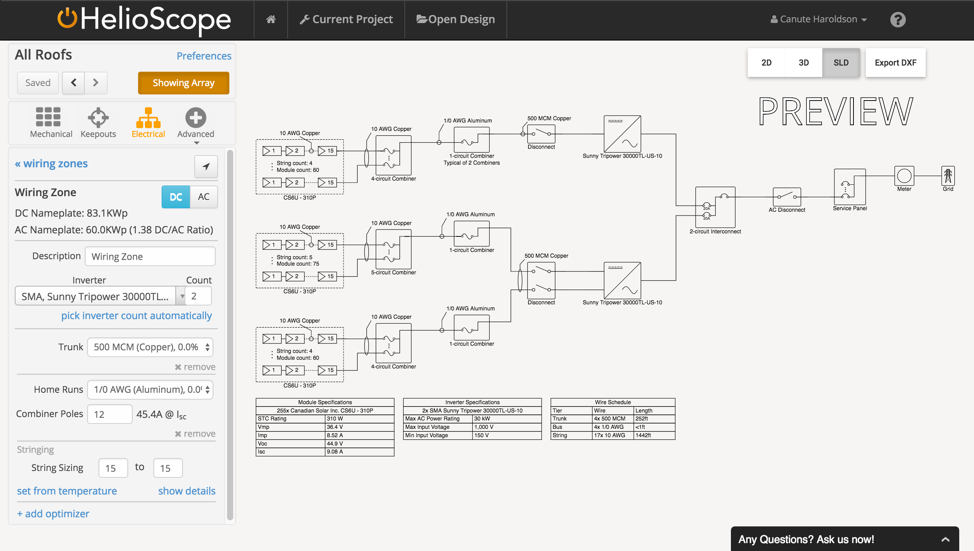 HelioScope
Current Project
Open Design
Canute Haroldson
?
All Roofs
Preferences
Saved
Showing Array
Mechanical
Keepouts
Electrical
Advanced
« wiring zones
Wiring Zone
DC
AC
DC Nameplate: 83.1KWp
AC Nameplate: 60.0KWp (1.38 DC/AC Ratio)
Description
Wiring Zone
Inverter
Count
SMA, Sunny Tripower 30000TL...
2
pick inverter count automatically
Trunk
500 MCM (Copper), 0.0%
× remove
Home Runs
1/0 AWG (Aluminum), 0.0
Combiner Poles
12
45.4A @ Isc
× remove
Stringing
String Sizing
15
to
15
set from temperature
show details
+ add optimizer
2D
3D
SLD
Export DXF
PREVIEW
10 AWG Copper
1
2
15
String count: 4
Module count: 60
1
2
15
CS6U - 310P
10 AWG Copper
4-circuit Combiner
1/0 AWG Aluminum
1-circuit Combiner
Typical of 2 Combiners
500 MCM Copper
Disconnect
Sunny Tripower 30000TL-US-10
10 AWG Copper
1
2
15
String count: 5
Module count: 75
1
2
15
CS6U - 310P
10 AWG Copper
5-circuit Combiner
1/0 AWG Aluminum
1-circuit Combiner
500 MCM Copper
Disconnect
Sunny Tripower 30000TL-US-10
10 AWG Copper
1
2
15
String count: 4
Module count: 60
1
2
15
CS6U - 310P
10 AWG Copper
4-circuit Combiner
1/0 AWG Aluminum
1-circuit Combiner
2-circuit Interconnect
AC Disconnect
Service Panel
Meter
Grid
Module Specifications
255x Canadian Solar Inc. CS6U - 310P
STC Rating 310 W
Vmp 36.4 V
Imp 8.52 A
Voc 44.9 V
Isc 9.08 A
Inverter Specifications
2x SMA Sunny Tripower 30000TL-US-10
Max AC Power Rating 30 kW
Max Input Voltage 1,000 V
Min Input Voltage 150 V
Wire Schedule
Tier Wire Length
Trunk 4x 500 MCM 252ft
Bus 4x 1/0 AWG <1ft
String 17x 10 AWG 1442ft
Any Questions? Ask us now!